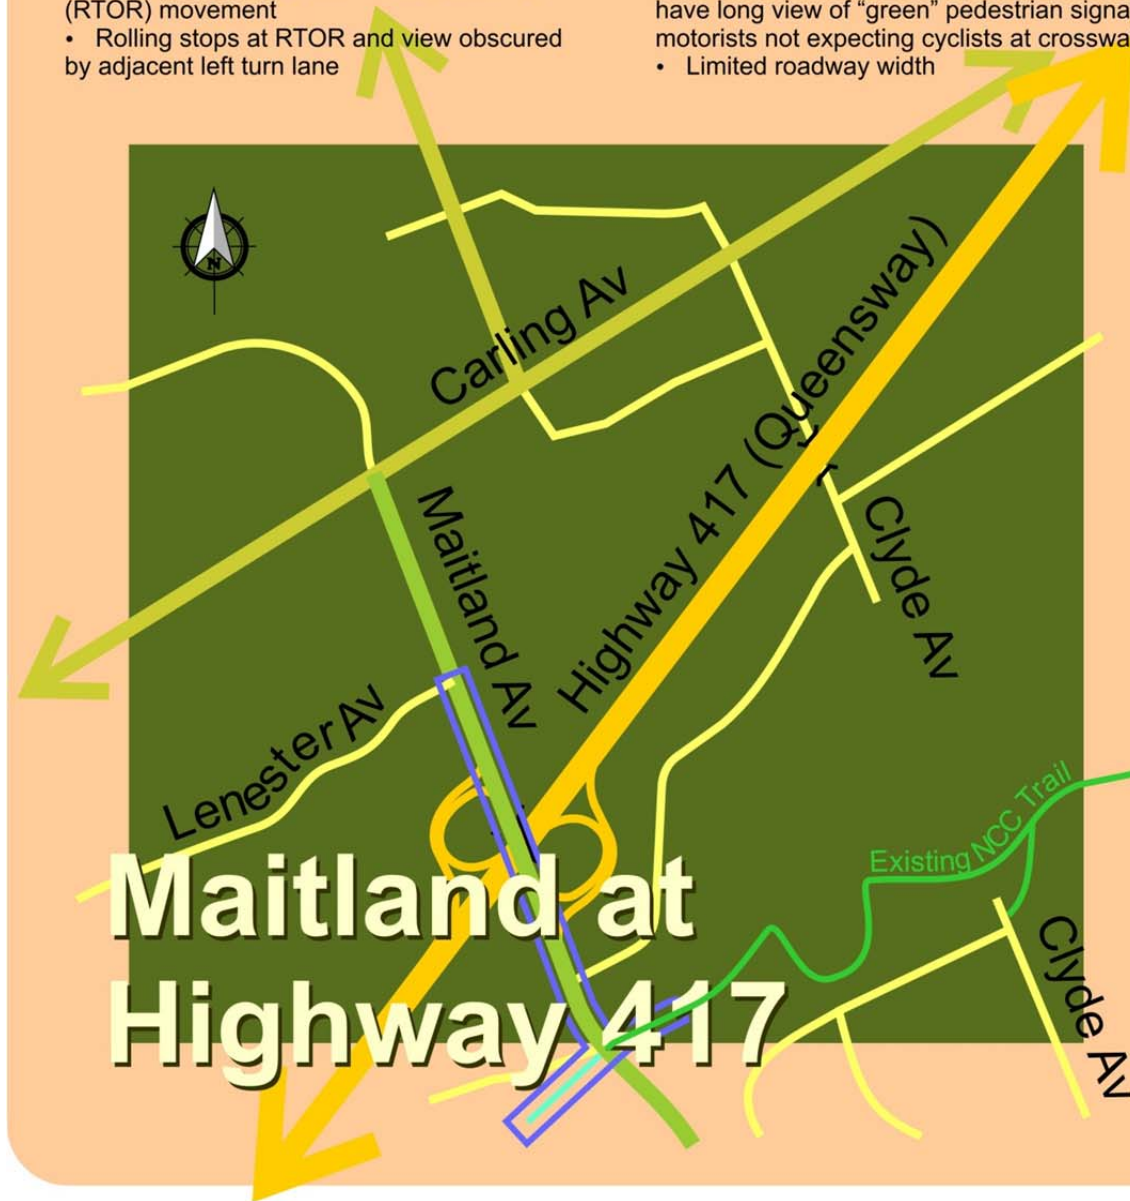 (RTOR) movement
• Rolling stops at RTOR and view obscured
by adjacent left turn lane
have long view of “green” pedestrian signa
motorists not expecting cyclists at crosswa
• Limited roadway width
N
Carling Av
Highway 417 (Queensway)
Maitland Av
Clyde Av
Lenester Av
Existing NCC Trail
Clyde Av
Maitland at
Highway 417